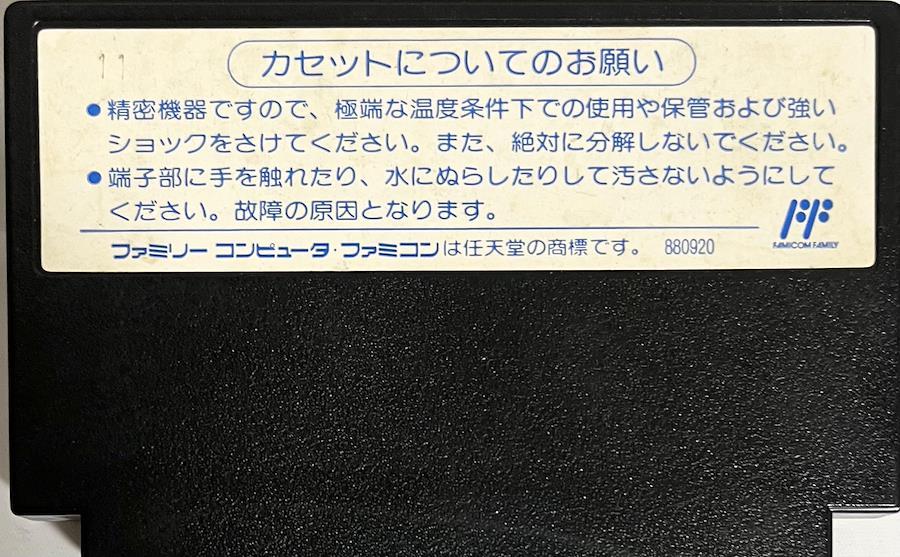 11
カセットについてのお願い
●精密機器ですので、極端な温度条件下での使用や保管および強い
ショックをさけてください。また、絶対に分解しないでください。
●端子部に手を触れたり、水にぬらしたりして汚さないようにして
ください。故障の原因となります。
FAMICOM FAMILY
ファミリー コンピュータ・ファミコンは任天堂の商標です。 880920